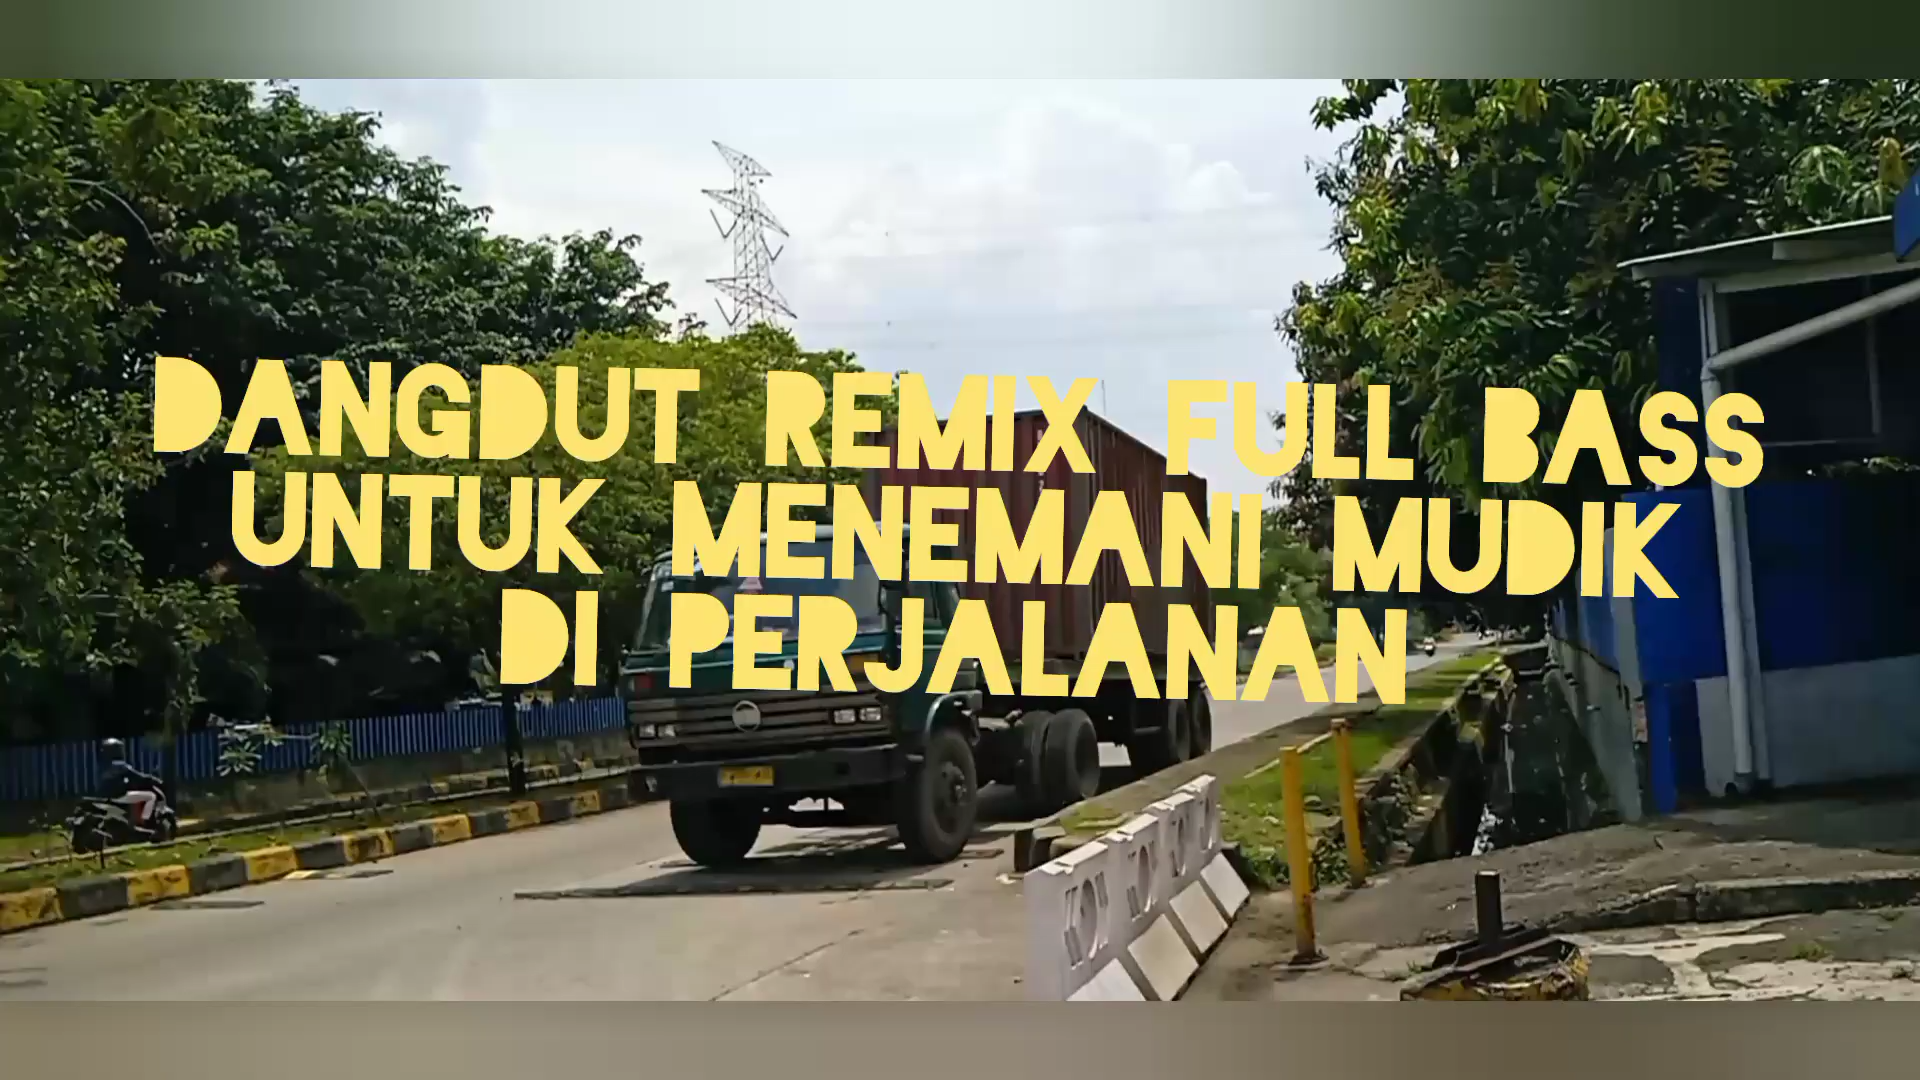 DANGDUT REMIX FULL BASS
UNTUK MENEMANI MUDIK
DI PERJALANAN